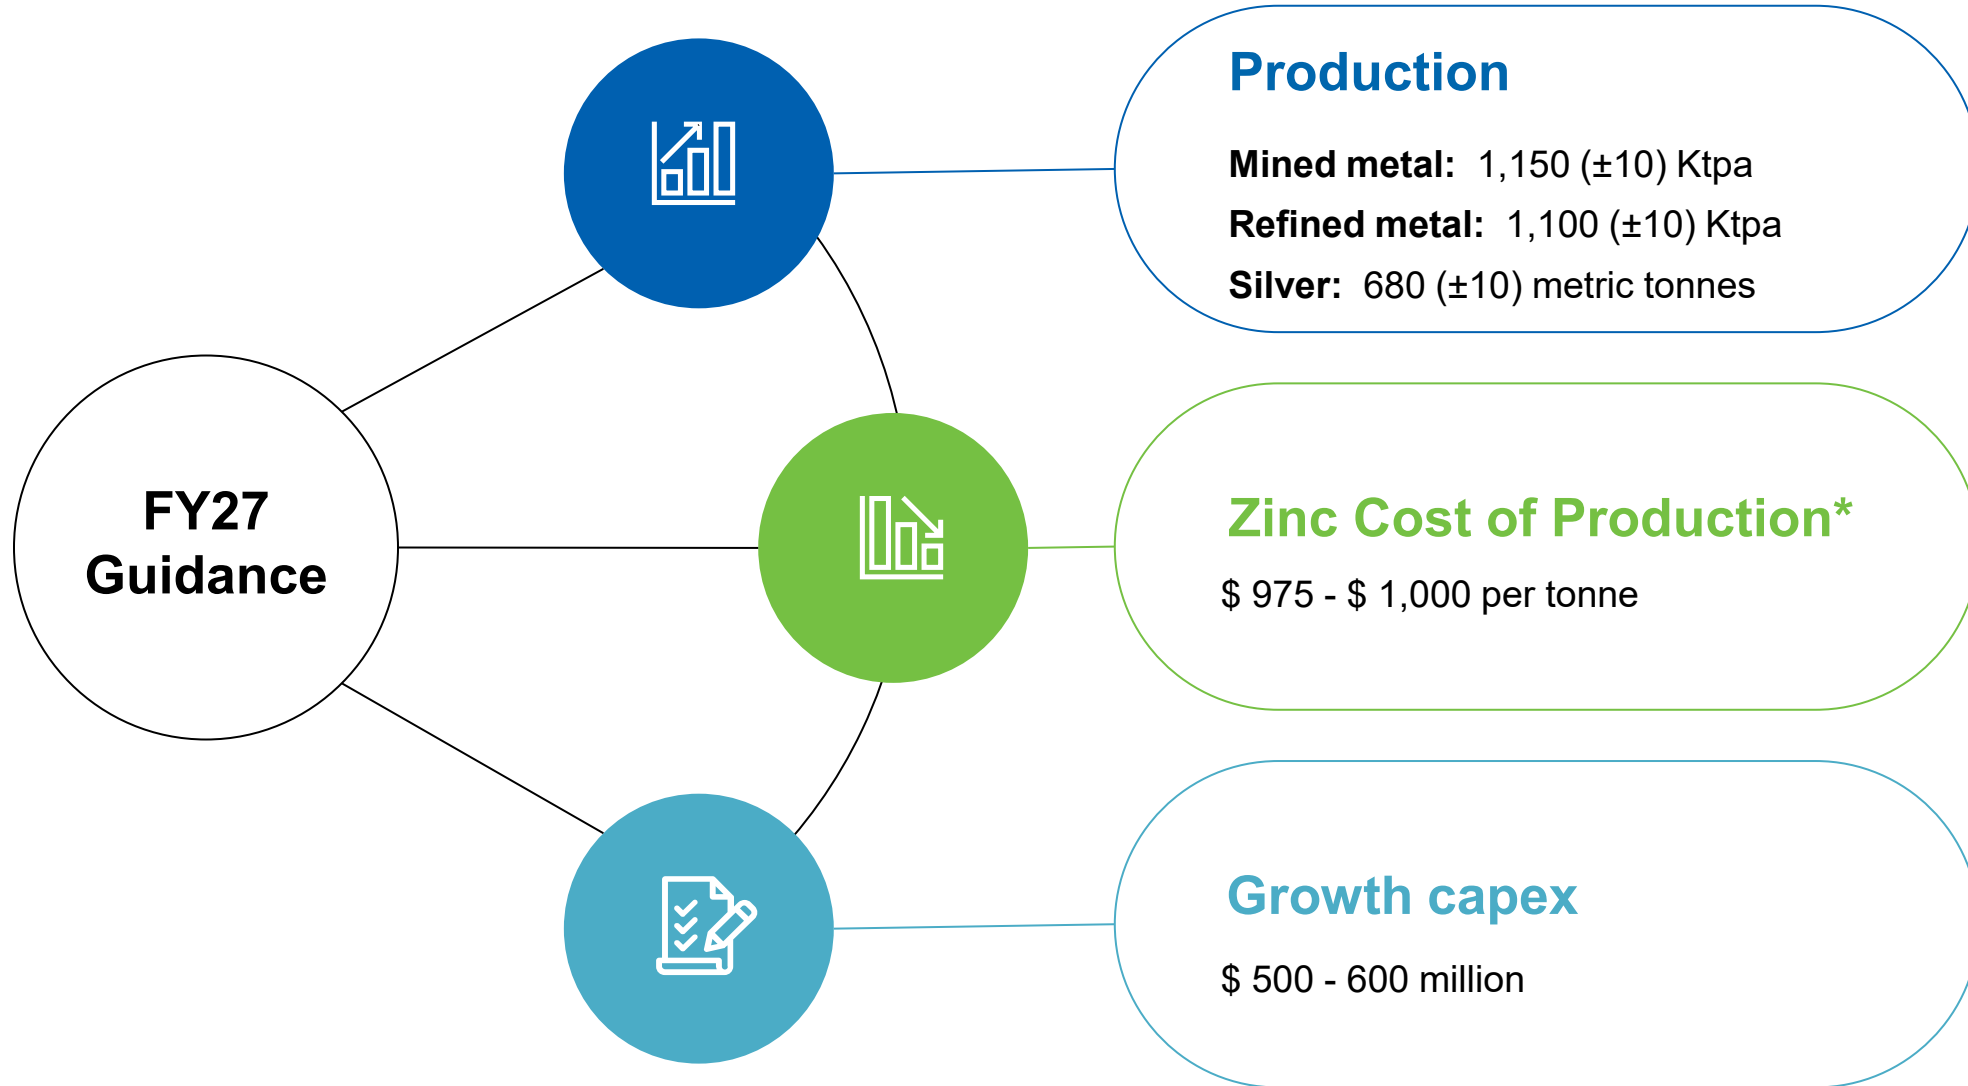 FY27
Guidance
Production
Mined metal: 1,150 (±10) Ktpa
Refined metal: 1,100 (±10) Ktpa
Silver: 680 (±10) metric tonnes
Zinc Cost of Production*
$ 975 - $ 1,000 per tonne
Growth capex
$ 500 - 600 million